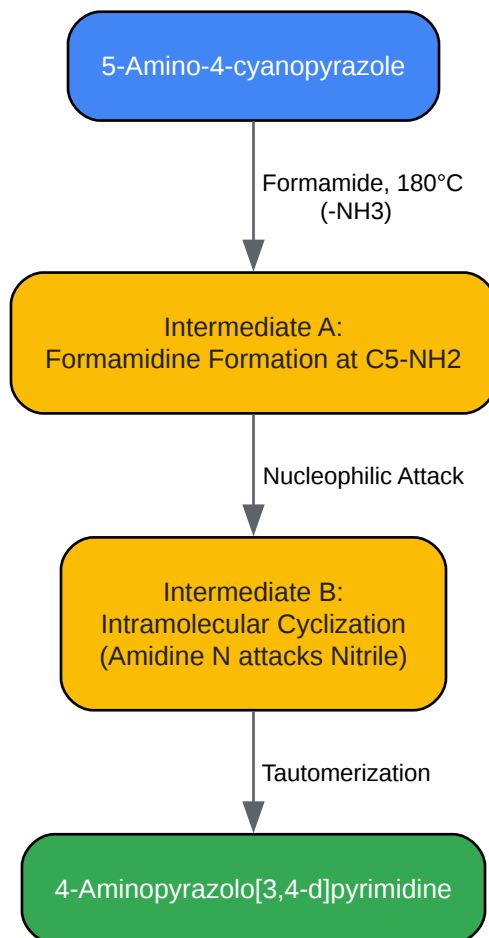 5-Amino-4-cyanopyrazole
Formamide, 180°C
(-NH3)
Intermediate A:
Formamidine Formation at C5-NH2
Nucleophilic Attack
Intermediate B:
Intramolecular Cyclization
(Amidine N attacks Nitrile)
Tautomerization
4-Aminopyrazolo[3,4-d]pyrimidine